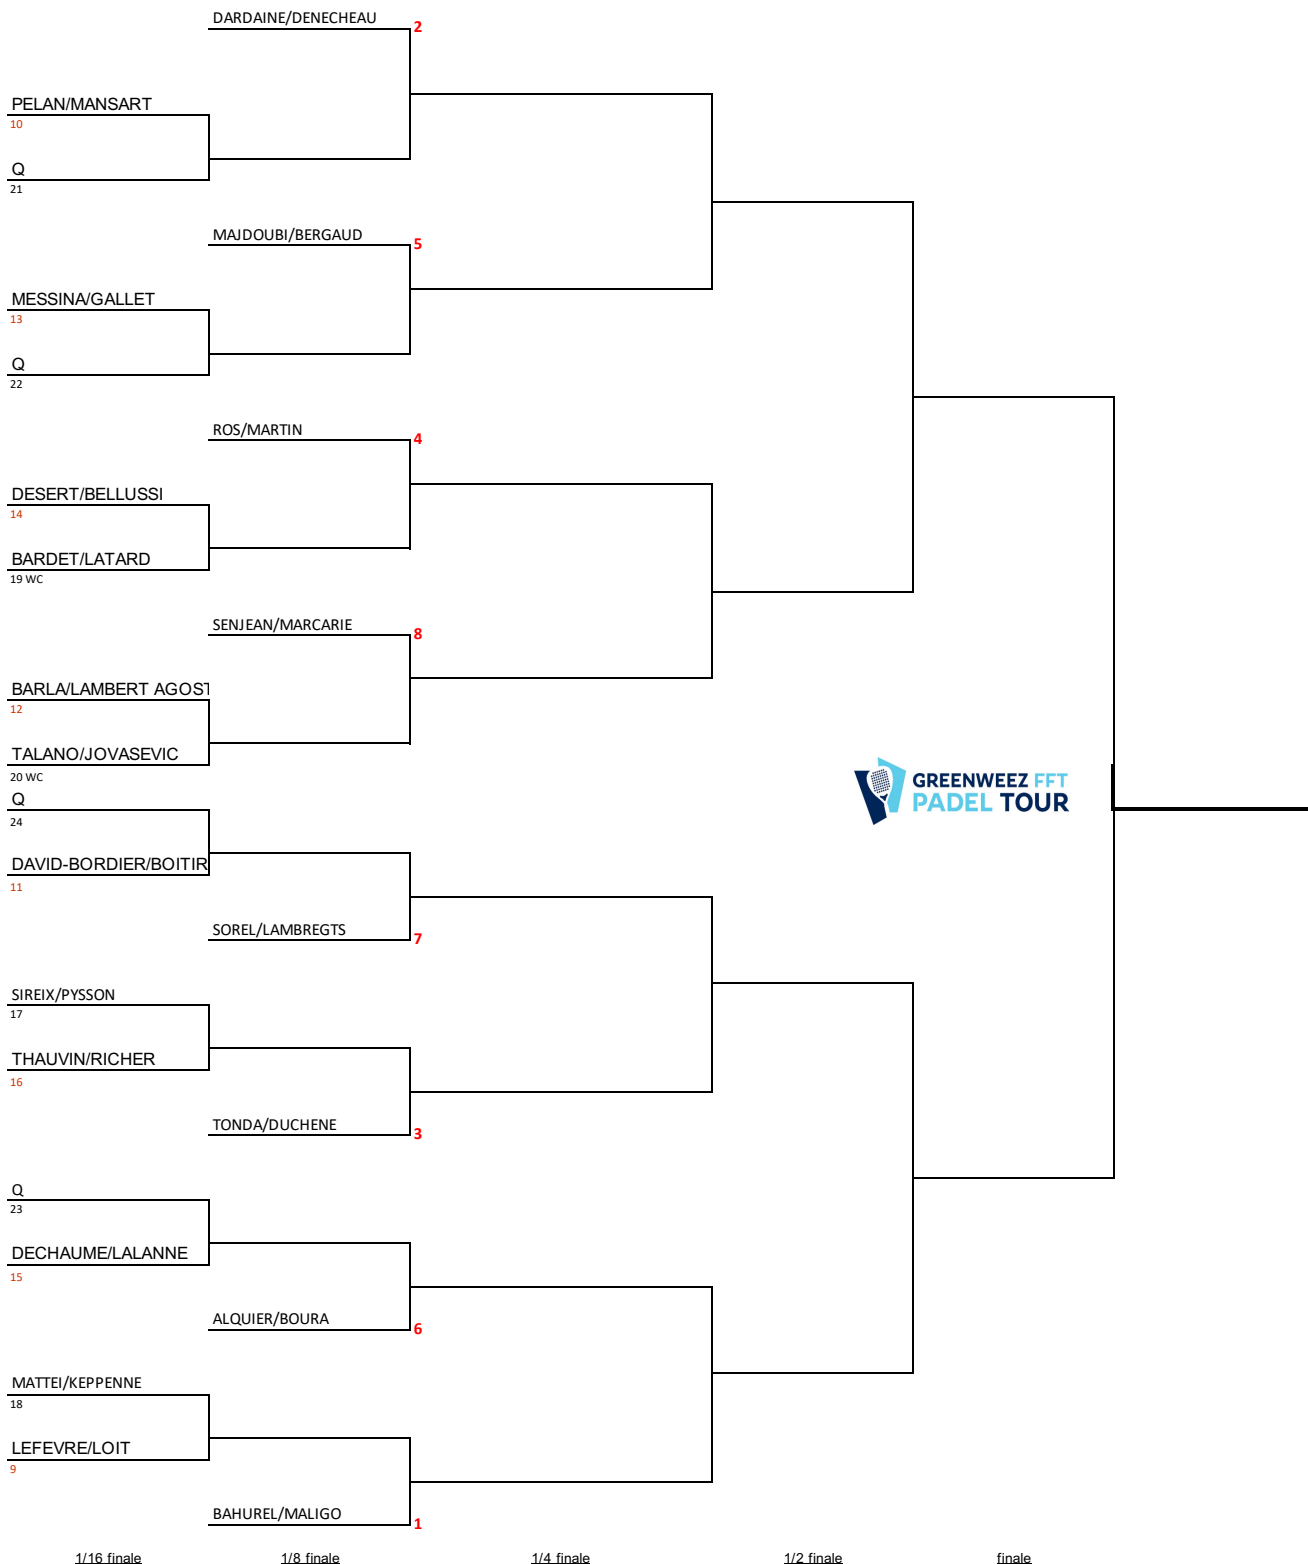 DARDAINE/DENECHEAU
2
PELAN/MANSART
10
Q
21
MAJDOUBI/BERGAUD
5
MESSINA/GALLET
13
Q
22
ROS/MARTIN
4
DESERT/BELLUSSI
14
BARDET/LATARD
19 WC
SENJEAN/MARCARIE
8
BARLA/LAMBERT AGOST
12
TALANO/JOVASEVIC
20 WC
GREENWEEZ FFT
PADEL TOUR
Q
24
DAVID-BORDIER/BOITIR
11
SOREL/LAMBREGTS
7
SIREIX/PYSSON
17
THAUVIN/RICHER
16
TONDA/DUCHENE
3
Q
23
DECHAUME/LALANNE
15
ALQUIER/BOURA
6
MATTEI/KEPPENNE
18
LEFEVRE/LOIT
9
BAHUREL/MALIGO
1
1/16 finale 1/8 finale 1/4 finale 1/2 finale finale